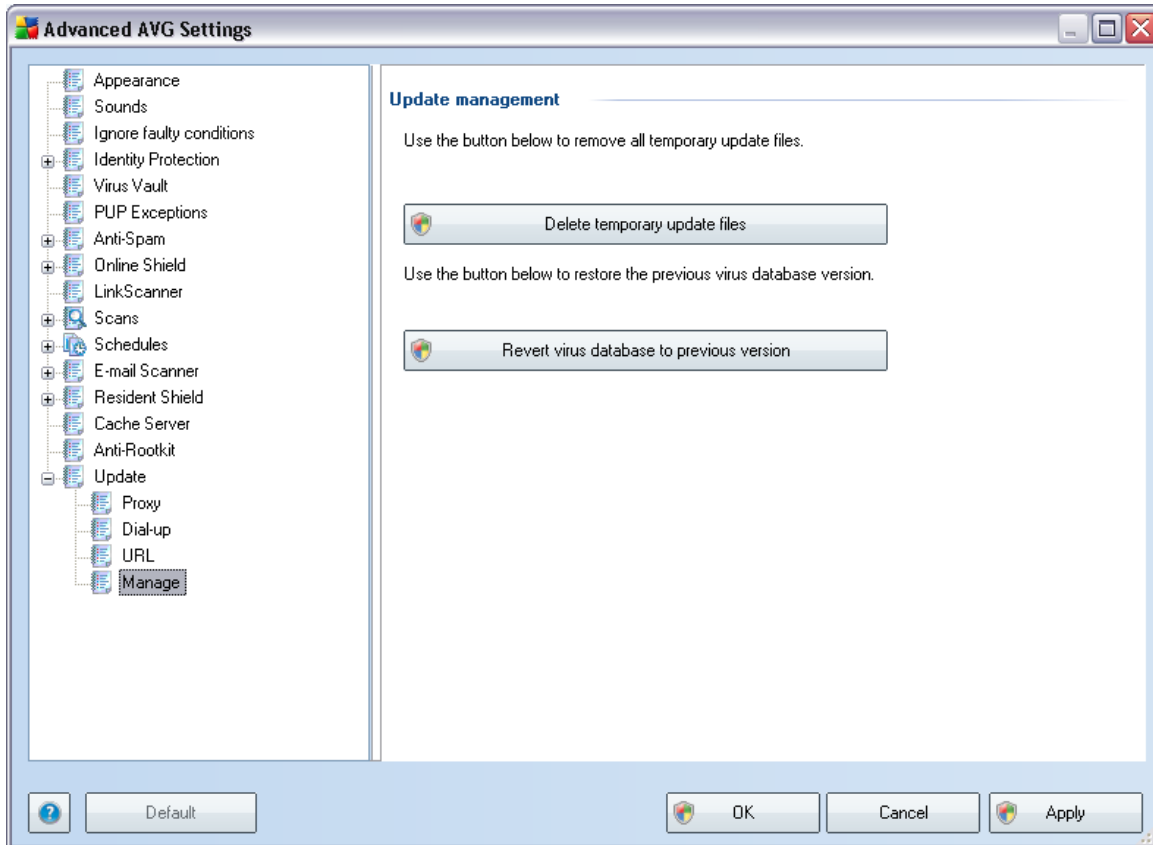 Advanced AVG Settings
Appearance
Sounds
Ignore faulty conditions
Identity Protection
Virus Vault
PUP Exceptions
Anti-Spam
Online Shield
LinkScanner
Scans
Schedules
E-mail Scanner
Resident Shield
Cache Server
Anti-Rootkit
Update
Proxy
Dial-up
URL
Manage
Update management
Use the button below to remove all temporary update files.
Delete temporary update files
Use the button below to restore the previous virus database version.
Revert virus database to previous version
?
Default
OK
Cancel
Apply